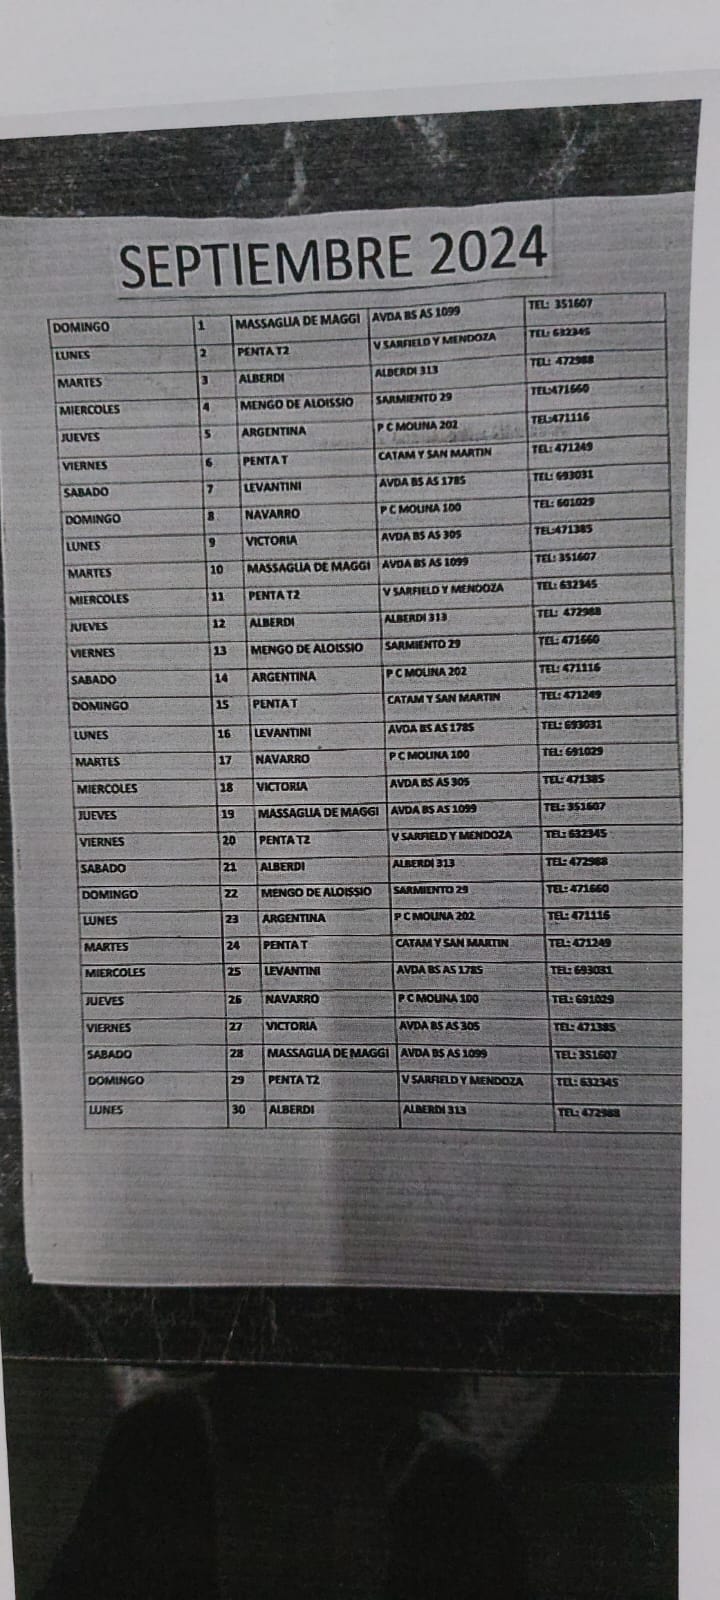 SEPTIEMBRE 2024
DOMINGO 1 MASSAGLIA DE MAGGI AVDA BS AS 1099 TEL: 351607
LUNES 2 PENTA T2 V SARFIELD Y MENDOZA TEL: 632345
MARTES 3 ALBERDI ALBERDI 313 TEL: 472988
MIERCOLES 4 MENGO DE ALOISSIO SARMIENTO 29 TEL:471660
JUEVES 5 ARGENTINA P C MOLINA 202 TEL:471116
VIERNES 6 PENTA T CATAM Y SAN MARTIN TEL: 471249
SABADO 7 LEVANTINI AVDA BS AS 1785 TEL: 693031
DOMINGO 8 NAVARRO P C MOLINA 100 TEL: 601029
LUNES 9 VICTORIA AVDA BS AS 305 TEL:471385
MARTES 10 MASSAGLIA DE MAGGI AVDA BS AS 1099 TEL: 351607
MIERCOLES 11 PENTA T2 V SARFIELD Y MENDOZA TEL: 632345
JUEVES 12 ALBERDI ALBERDI 313 TEL: 472988
VIERNES 13 MENGO DE ALOISSIO SARMIENTO 29 TEL: 471660
SABADO 14 ARGENTINA P C MOLINA 202 TEL: 471116
DOMINGO 15 PENTA T CATAM Y SAN MARTIN TEL: 471249
LUNES 16 LEVANTINI AVDA BS AS 1785 TEL: 693031
MARTES 17 NAVARRO P C MOLINA 100 TEL: 691029
MIERCOLES 18 VICTORIA AVDA BS AS 305 TEL: 471385
JUEVES 19 MASSAGLIA DE MAGGI AVDA BS AS 1099 TEL: 351607
VIERNES 20 PENTA T2 V SARFIELD Y MENDOZA TEL: 632345
SABADO 21 ALBERDI ALBERDI 313 TEL: 472988
DOMINGO 22 MENGO DE ALOISSIO SARMIENTO 29 TEL: 471660
LUNES 23 ARGENTINA P C MOLINA 202 TEL: 471116
MARTES 24 PENTA T CATAM Y SAN MARTIN TEL: 471249
MIERCOLES 25 LEVANTINI AVDA BS AS 1785 TEL: 693031
JUEVES 26 NAVARRO P C MOLINA 100 TEL: 691029
VIERNES 27 VICTORIA AVDA BS AS 305 TEL: 471385
SABADO 28 MASSAGLIA DE MAGGI AVDA BS AS 1099 TEL: 351607
DOMINGO 29 PENTA T2 V SARFIELD Y MENDOZA TEL: 632345
LUNES 30 ALBERDI ALBERDI 313 TEL: 472988